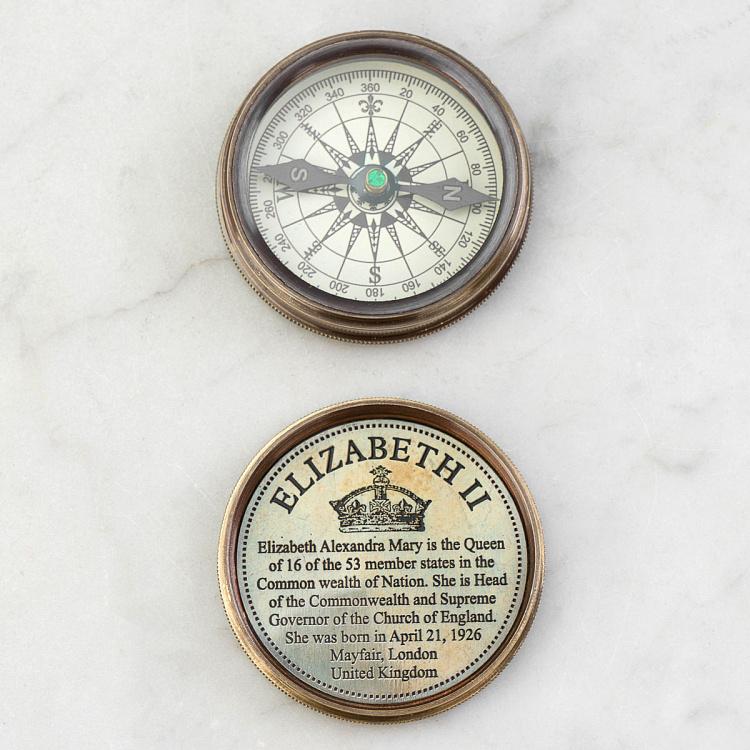 360
20
40
60
80
100
120
140
160
180
200
220
240
260
300
320
340
S
N
S
W
ELIZABETH II
Elizabeth Alexandra Mary is the Queen
of 16 of the 53 member states in the
Common wealth of Nation. She is Head
of the Commonwealth and Supreme
Governor of the Church of England.
She was born in April 21, 1926
Mayfair, London
United Kingdom